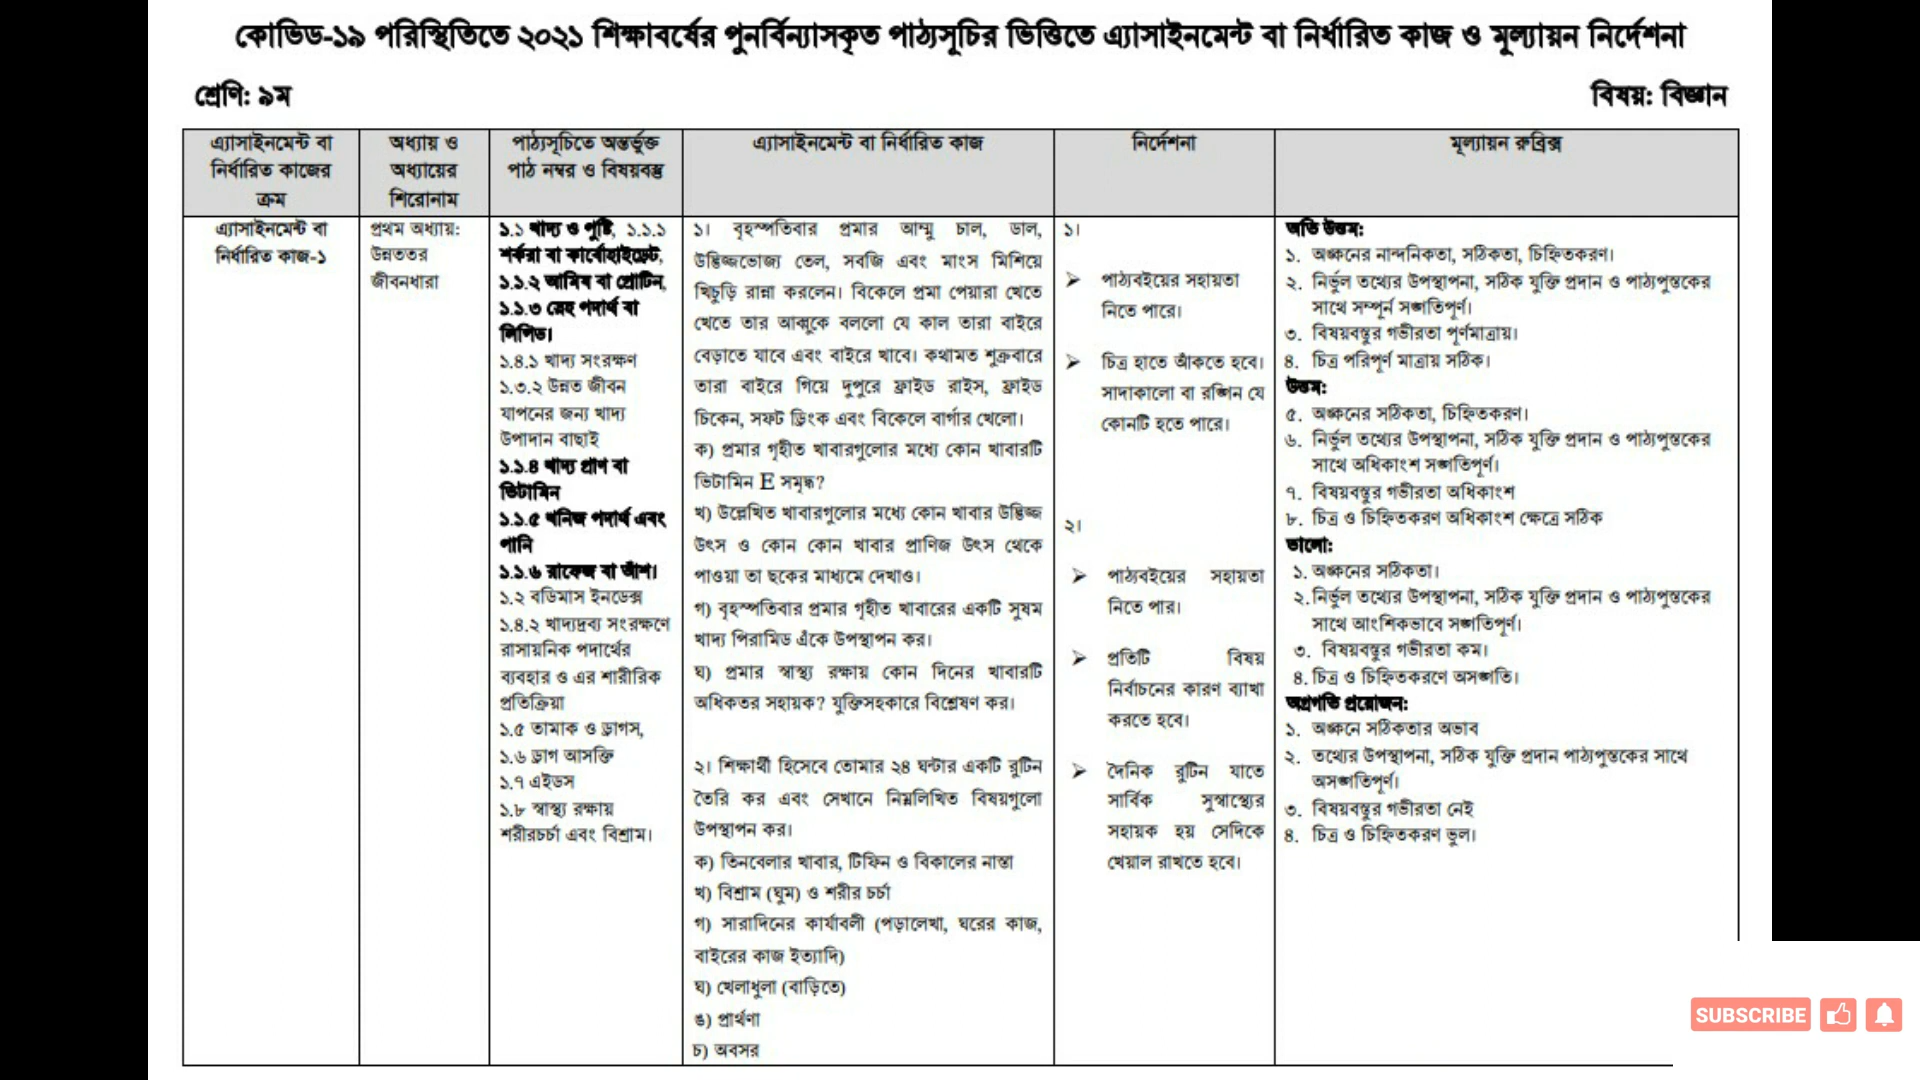 কোভিড-১৯ পরিস্থিতিতে ২০২১ শিক্ষাবর্ষের পুনর্বিন্যাসকৃত পাঠ্যসূচির ভিত্তিতে এ্যাসাইনমেন্ট বা নির্ধারিত কাজ ও মূল্যায়ন নির্দেশনা
শ্রেণি: ৯ম
বিষয়: বিজ্ঞান
এ্যাসাইনমেন্ট বা
নির্ধারিত কাজের
ক্রম
অধ্যায় ও
অধ্যায়ের
শিরোনাম
পাঠ্যসূচিতে অন্তর্ভুক্ত
পাঠ নম্বর ও বিষয়বস্তু
এ্যাসাইনমেন্ট বা নির্ধারিত কাজ
নির্দেশনা
মূল্যায়ন রুব্রিক্স
এ্যাসাইনমেন্ট বা
নির্ধারিত কাজ-১
প্রথম অধ্যায়:
উন্নততর
জীবনধারা
১.১ খাদ্য ও পুষ্টি, ১.১.১
শর্করা বা কার্বোহাইড্রেট,
১.১.২ আমিষ বা প্রোটিন,
১.১.৩ স্নেহ পদার্থ বা
লিপিড।
১.৪.১ খাদ্য সংরক্ষণ
১.৩.২ উন্নত জীবন
যাপনের জন্য খাদ্য
উপাদান বাছাই
১.১.৪ খাদ্য প্রাণ বা
ভিটামিন
১.১.৫ খনিজ পদার্থ এবং
পানি
১.১.৬ রাফেজ বা আঁশ।
১.২ বডিমাস ইনডেক্স
১.৪.২ খাদ্যদ্রব্য সংরক্ষণে
রাসায়নিক পদার্থের
ব্যবহার ও এর শারীরিক
প্রতিক্রিয়া
১.৫ তামাক ও ড্রাগস,
১.৬ ড্রাগ আসক্তি
১.৭ এইডস
১.৮ স্বাস্থ্য রক্ষায়
শরীরচর্চা এবং বিশ্রাম।
১। বৃহস্পতিবার প্রমার আম্মু চাল, ডাল,
উদ্ভিজ্জভোজ্য তেল, সবজি এবং মাংস মিশিয়ে
খিচুড়ি রান্না করলেন। বিকেলে প্রমা পেয়ারা খেতে
খেতে তার আব্বুকে বললো যে কাল তারা বাইরে
বেড়াতে যাবে এবং বাইরে খাবে। কথামত শুক্রবারে
তারা বাইরে গিয়ে দুপুরে ফ্রাইড রাইস, ফ্রাইড
চিকেন, সফট ড্রিংক এবং বিকেলে বার্গার খেলো।
ক) প্রমার গৃহীত খাবারগুলোর মধ্যে কোন খাবারটি
ভিটামিন E সমৃদ্ধ?
খ) উল্লেখিত খাবারগুলোর মধ্যে কোন খাবার উদ্ভিজ্জ
উৎস ও কোন কোন খাবার প্রাণিজ উৎস থেকে
পাওয়া তা ছকের মাধ্যমে দেখাও।
গ) বৃহস্পতিবার প্রমার গৃহীত খাবারের একটি সুষম
খাদ্য পিরামিড এঁকে উপস্থাপন কর।
ঘ) প্রমার স্বাস্থ্য রক্ষায় কোন দিনের খাবারটি
অধিকতর সহায়ক? যুক্তিসহকারে বিশ্লেষণ কর।
২। শিক্ষার্থী হিসেবে তোমার ২৪ ঘন্টার একটি রুটিন
তৈরি কর এবং সেখানে নিম্নলিখিত বিষয়গুলো
উপস্থাপন কর।
ক) তিনবেলার খাবার, টিফিন ও বিকালের নাস্তা
খ) বিশ্রাম (ঘুম) ও শরীর চর্চা
গ) সারাদিনের কার্যাবলী (পড়ালেখা, ঘরের কাজ,
বাইরের কাজ ইত্যাদি)
ঘ) খেলাধুলা (বাড়িতে)
ঙ) প্রার্থণা
চ) অবসর
১।
➢ পাঠ্যবইয়ের সহায়তা
নিতে পারে।
➢ চিত্র হাতে আঁকতে হবে।
সাদাকালো বা রঙ্গিন যে
কোনটি হতে পারে।
২।
➢ পাঠ্যবইয়ের সহায়তা
নিতে পার।
➢ প্রতিটি বিষয়
নির্বাচনের কারণ ব্যাখা
করতে হবে।
➢ দৈনিক রুটিন যাতে
সার্বিক সুস্বাস্থ্যের
সহায়ক হয় সেদিকে
খেয়াল রাখতে হবে।
অতি উত্তম:
১. অঙ্কনের নান্দনিকতা, সঠিকতা, চিহ্নিতকরণ।
২. নির্ভুল তথ্যের উপস্থাপনা, সঠিক যুক্তি প্রদান ও পাঠ্যপুস্তকের
সাথে সম্পূর্ন সঙ্গতিপূর্ণ।
৩. বিষয়বস্তুর গভীরতা পূর্ণমাত্রায়।
৪. চিত্র পরিপূর্ণ মাত্রায় সঠিক।
উত্তম:
৫. অঙ্কনের সঠিকতা, চিহ্নিতকরণ।
৬. নির্ভুল তথ্যের উপস্থাপনা, সঠিক যুক্তি প্রদান ও পাঠ্যপুস্তকের
সাথে অধিকাংশ সঙ্গতিপূর্ণ।
৭. বিষয়বস্তুর গভীরতা অধিকাংশ
৮. চিত্র ও চিহ্নিতকরণ অধিকাংশ ক্ষেত্রে সঠিক
ভালো:
১. অঙ্কনের সঠিকতা।
২. নির্ভুল তথ্যের উপস্থাপনা, সঠিক যুক্তি প্রদান ও পাঠ্যপুস্তকের
সাথে আংশিকভাবে সঙ্গতিপূর্ণ।
৩. বিষয়বস্তুর গভীরতা কম।
৪. চিত্র ও চিহ্নিতকরণে অসঙ্গতি।
অগ্রগতি প্রয়োজন:
১. অঙ্কনে সঠিকতার অভাব
২. তথ্যের উপস্থাপনা, সঠিক যুক্তি প্রদান পাঠ্যপুস্তকের সাথে
অসঙ্গতিপূর্ণ।
৩. বিষয়বস্তুর গভীরতা নেই
৪. চিত্র ও চিহ্নিতকরণ ভুল।
SUBSCRIBE